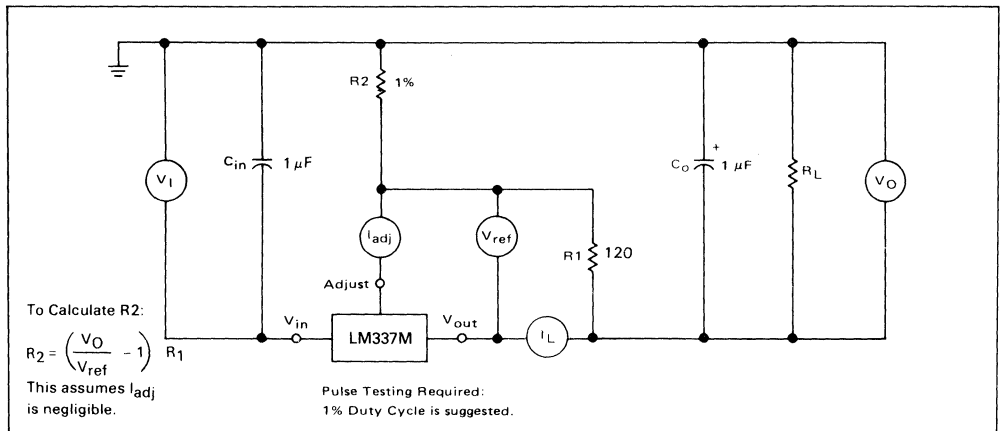 R2 1%
Cin 1 μF
+
Co 1 μF
RL
VI
VO
Iadj
Vref
R1 120
Adjust
To Calculate R2:
Vin
LM337M
Vout
IL
R2 = (VO/Vref - 1) R1
This assumes Iadj
is negligible.
Pulse Testing Required:
1% Duty Cycle is suggested.